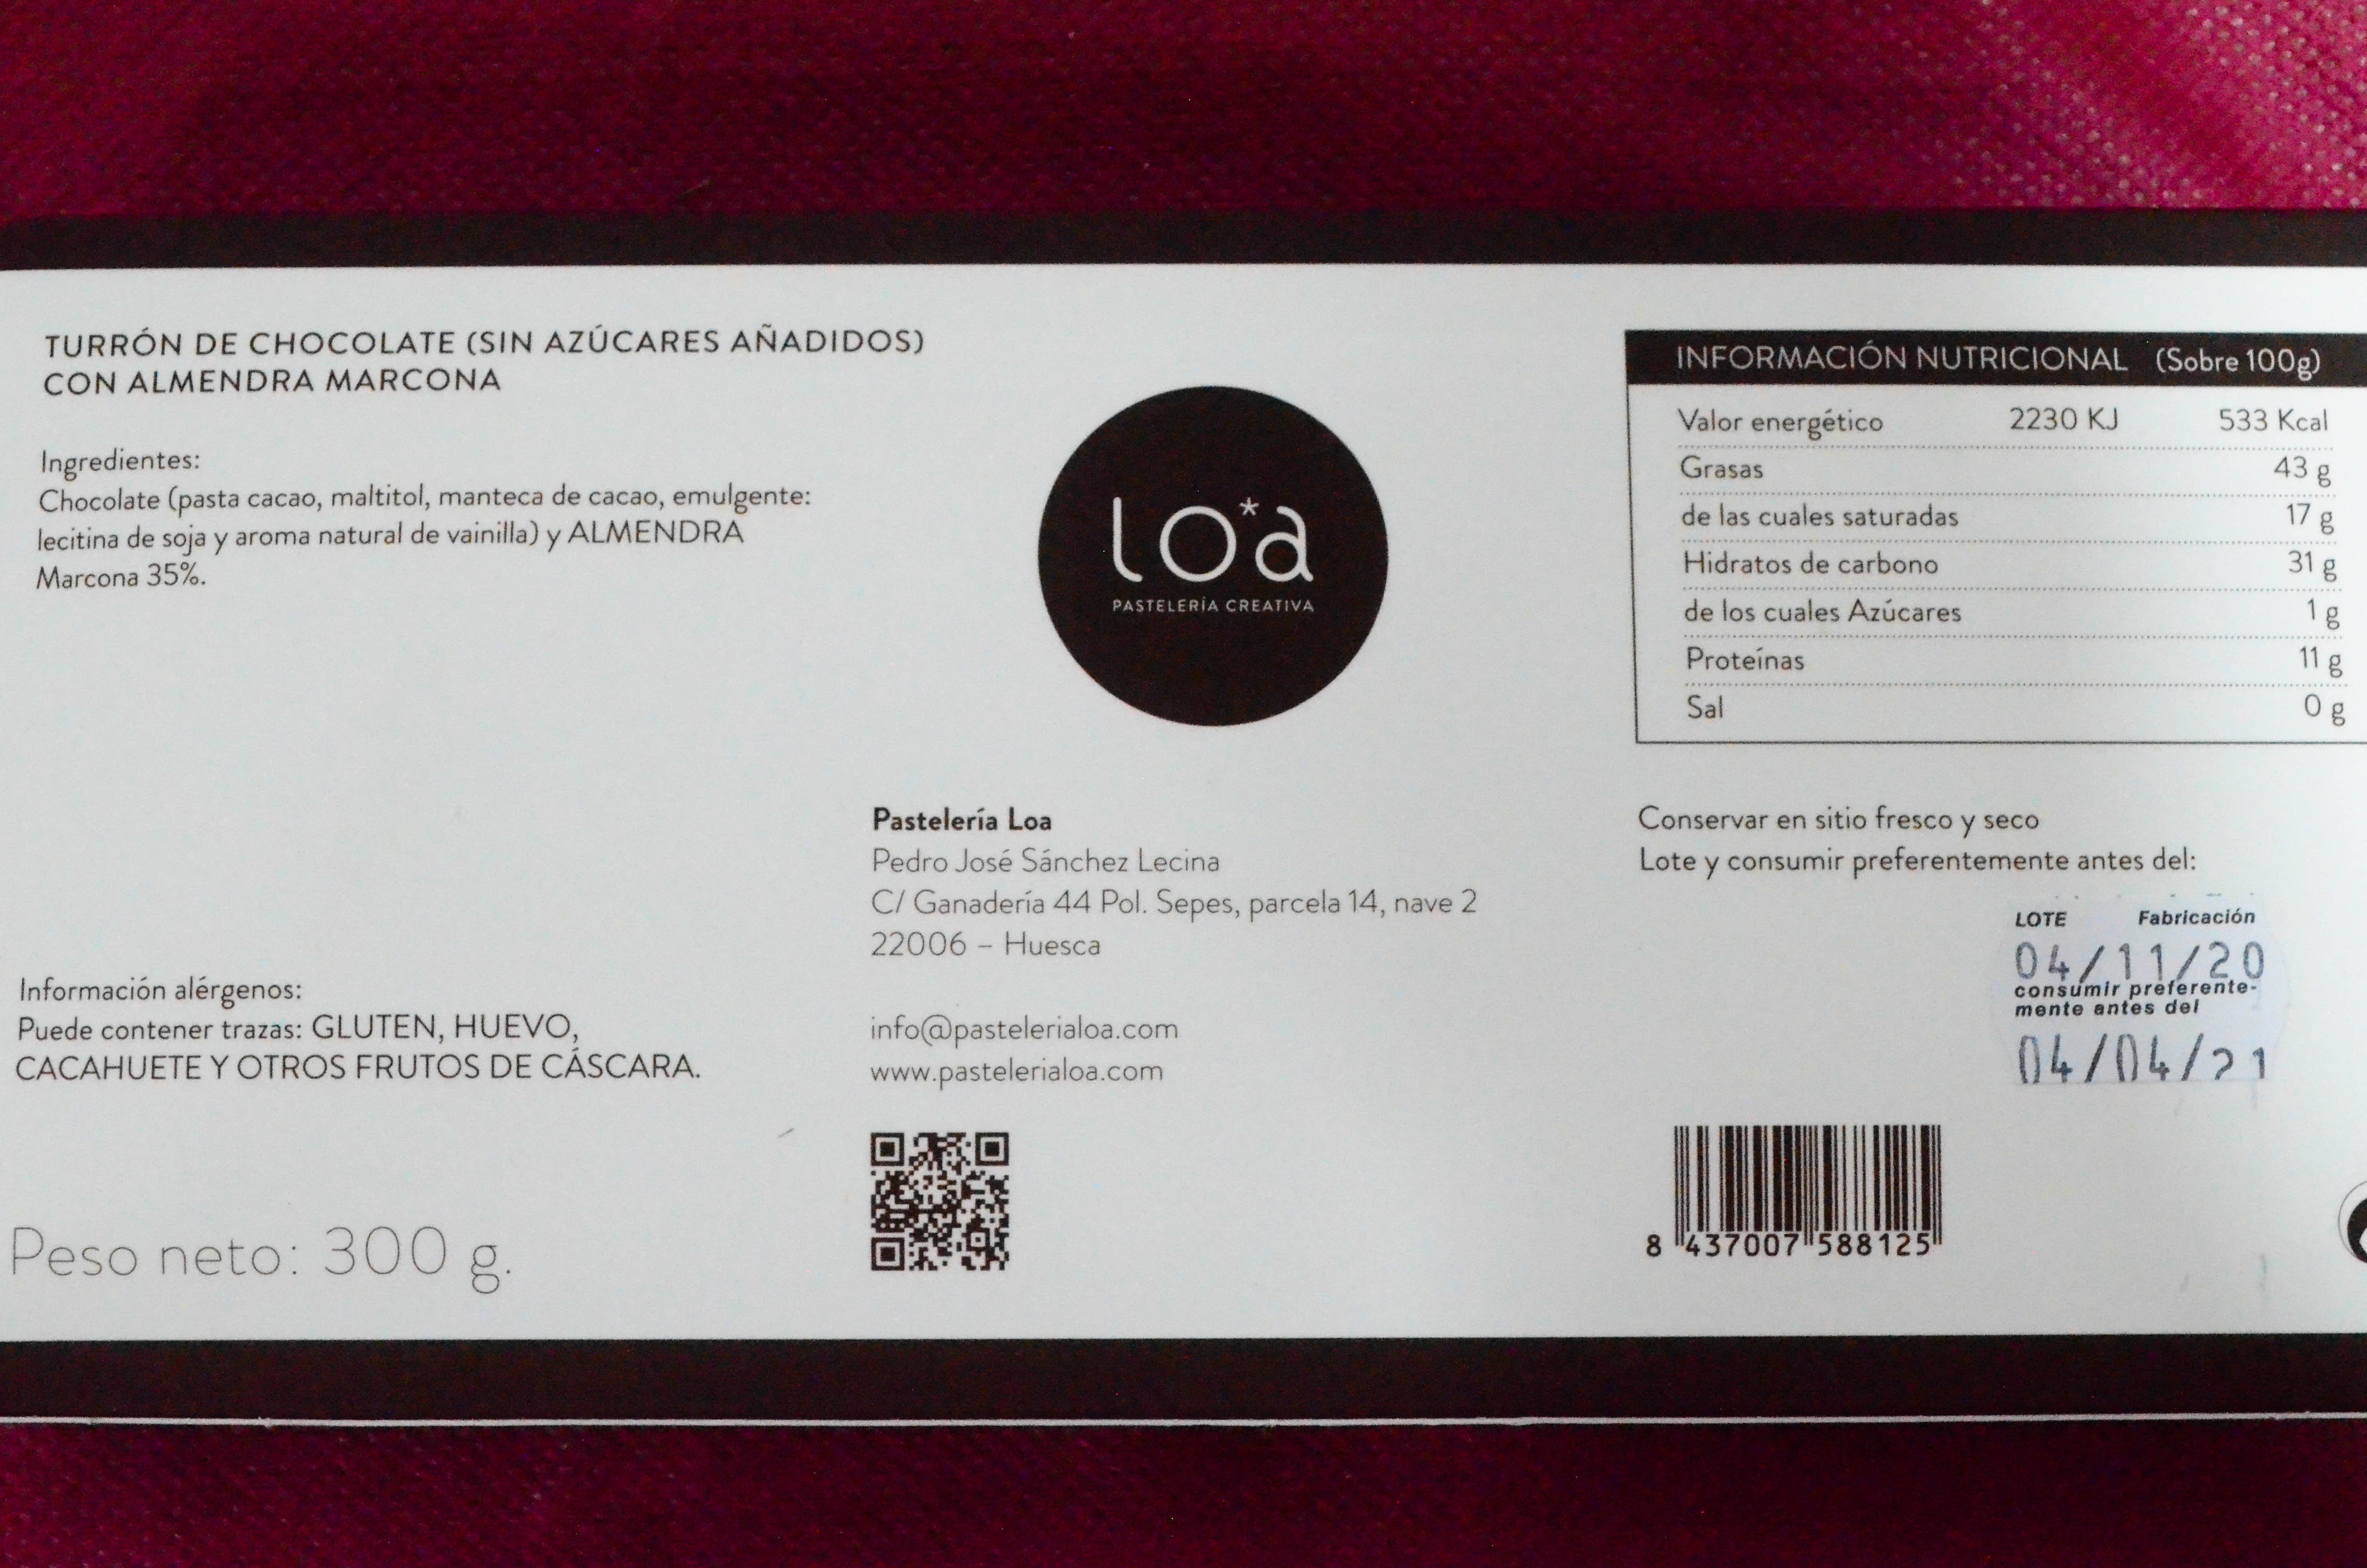 TURRÓN DE CHOCOLATE (SIN AZÚCARES AÑADIDOS)
CON ALMENDRA MARCONA
Ingredientes:
Chocolate (pasta cacao, maltitol, manteca de cacao, emulgente:
lecitina de soja y aroma natural de vainilla) y ALMENDRA
Marcona 35%.
Información alérgenos:
Puede contener trazas: GLUTEN, HUEVO,
CACAHUETE Y OTROS FRUTOS DE CÁSCARA.
Peso neto: 300 g.
lo*a
PASTELERÍA CREATIVA
Pastelería Loa
Pedro José Sánchez Lecina
C/ Ganadería 44 Pol. Sepes, parcela 14, nave 2
22006 – Huesca
info@pastelerialoa.com
www.pastelerialoa.com
INFORMACIÓN NUTRICIONAL (Sobre 100g)
Valor energético 2230 KJ 533 Kcal
Grasas 43 g
de las cuales saturadas 17 g
Hidratos de carbono 31 g
de los cuales Azúcares 1 g
Proteínas 11 g
Sal 0 g
Conservar en sitio fresco y seco
Lote y consumir preferentemente antes del:
LOTE Fabricación
04/11/20
consumir preferente-
mente antes del
04/04/21
8 437007 588125